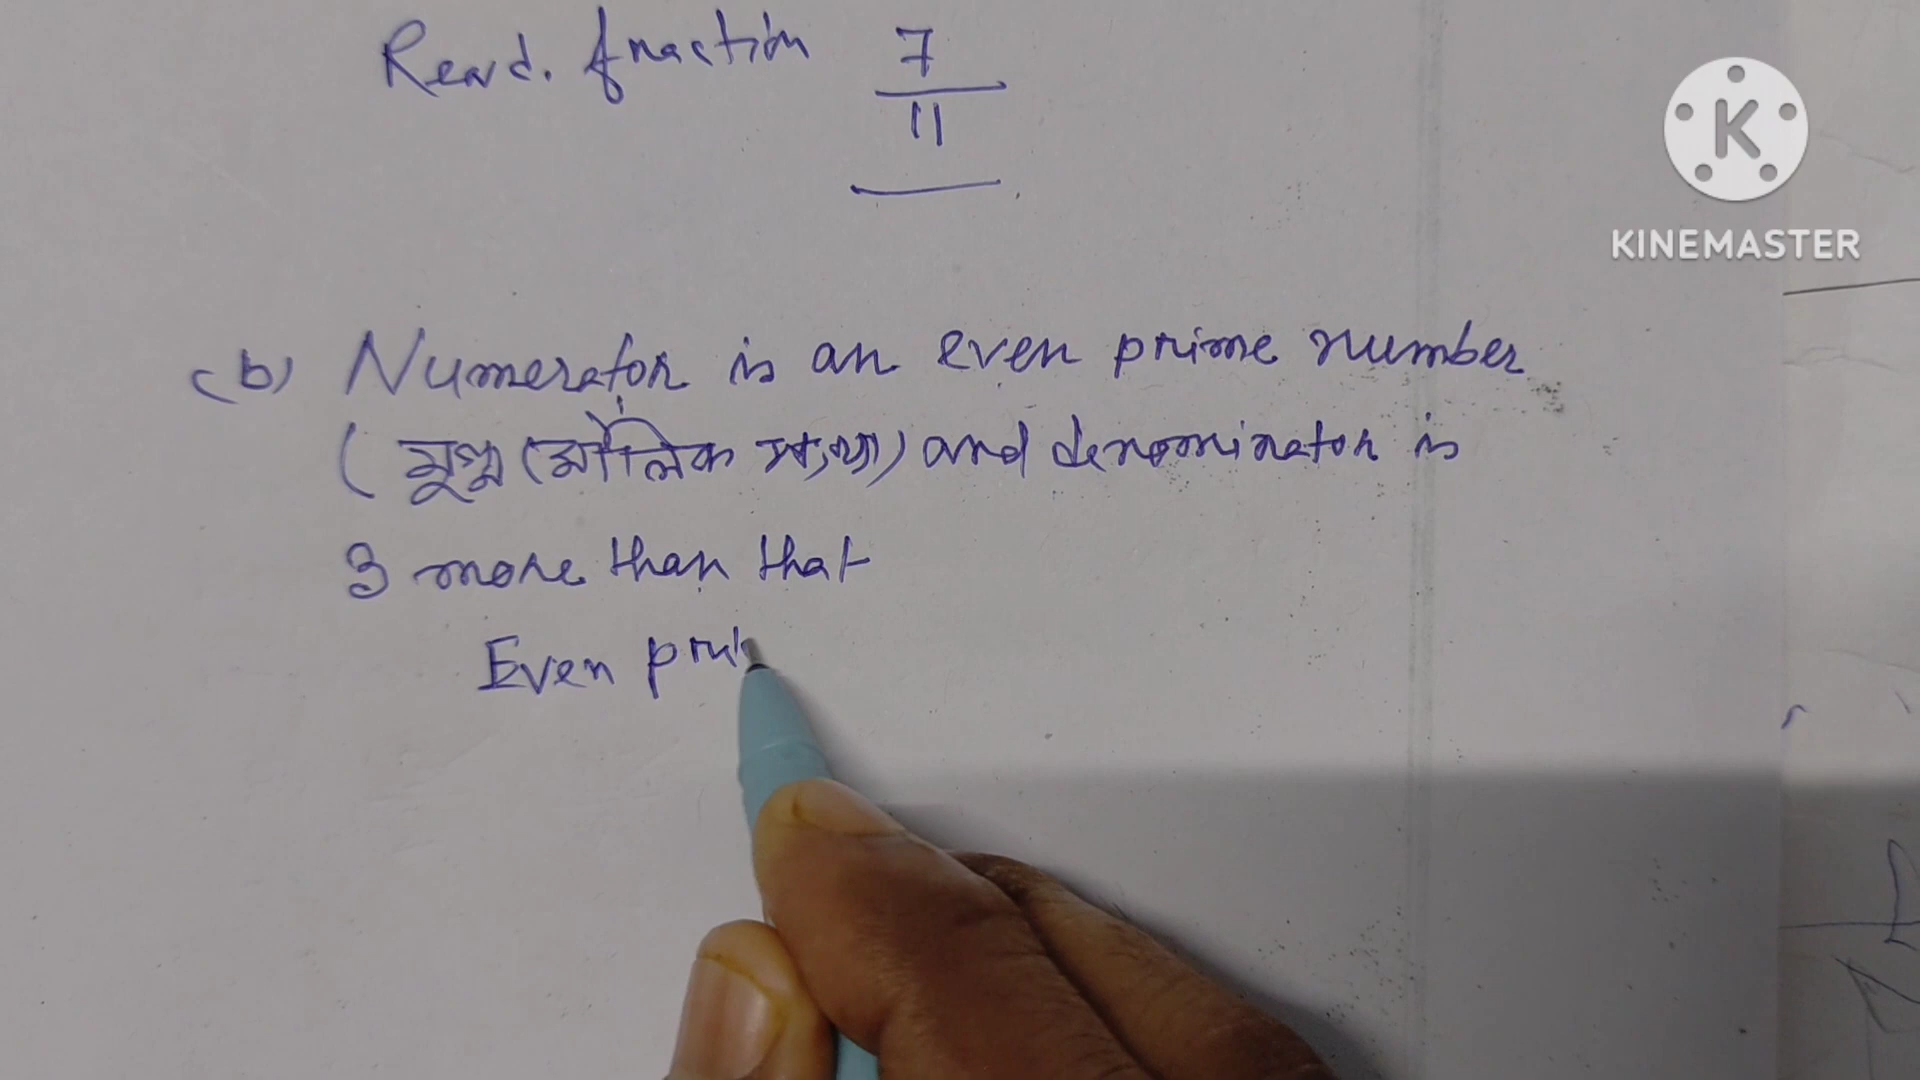 Reqd. fraction 7
11
K
KINEMASTER
(b) Numerator is an even prime number
(যুগ্ম মৌলিক সংখ্যা) and denominator is
3 more than that
Even pri